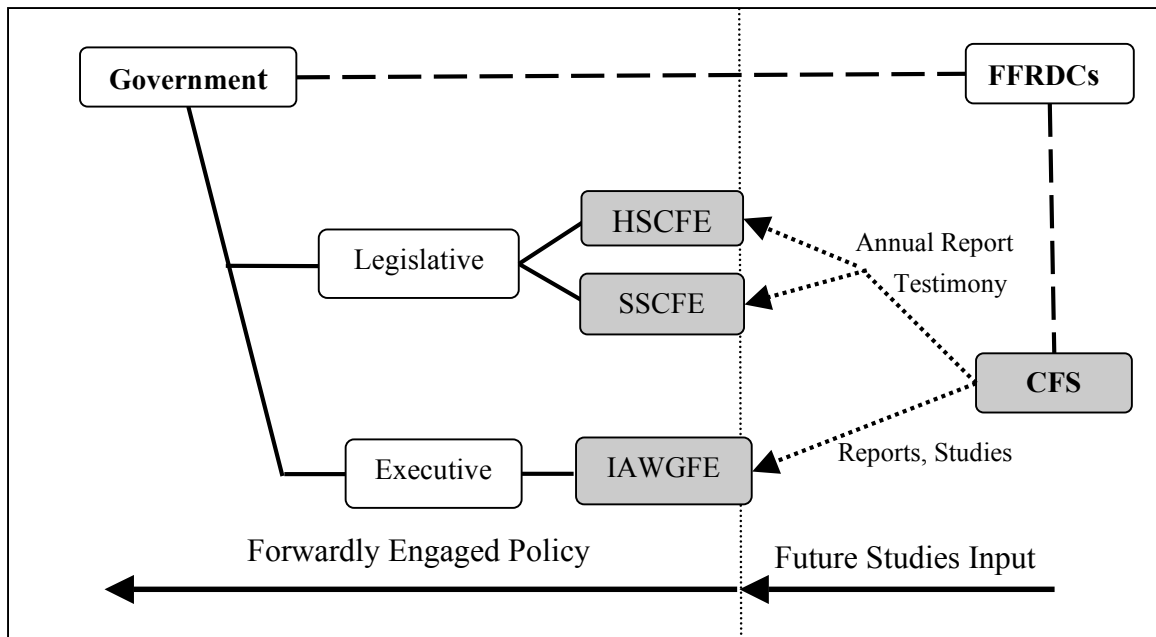 Government
FFRDCs
HSCFE
Legislative
Annual Report
Testimony
SSCFE
CFS
Executive
IAWGFE
Reports, Studies
Forwardly Engaged Policy
Future Studies Input